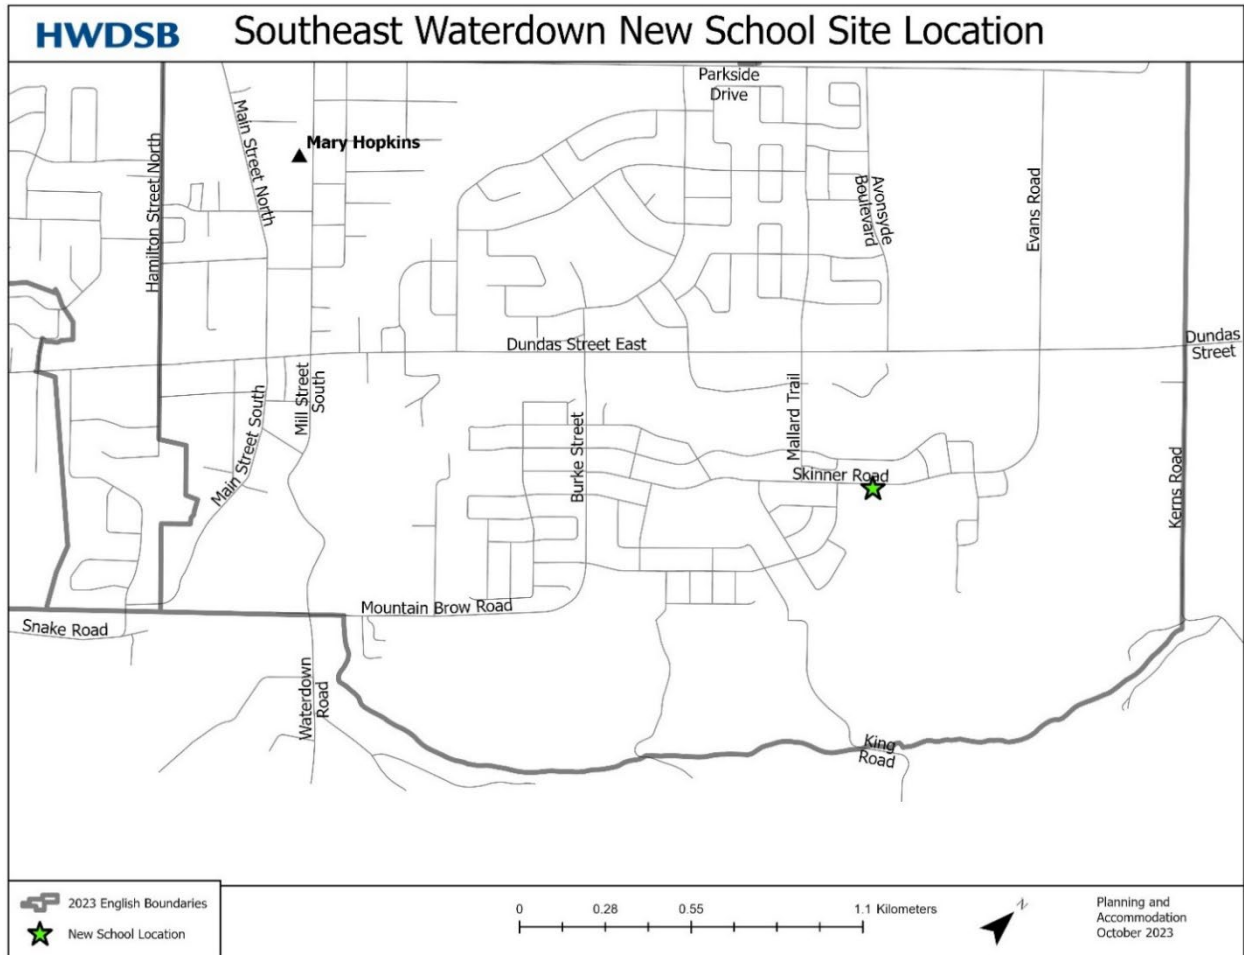 HWDSB
Southeast Waterdown New School Site Location
Parkside
Drive
Main Street North
Mary Hopkins
Hamilton Street North
Avonsyde
Boulevard
Evans Road
Dundas Street East
Dundas
Street
Mill Street
South
Main Street South
Burke Street
Mallard Trail
Skinner Road
Kerns Road
Mountain Brow Road
Snake Road
Waterdown
Road
King
Road
2023 English Boundaries
New School Location
0 0.28 0.55 1.1 Kilometers
N
Planning and
Accommodation
October 2023